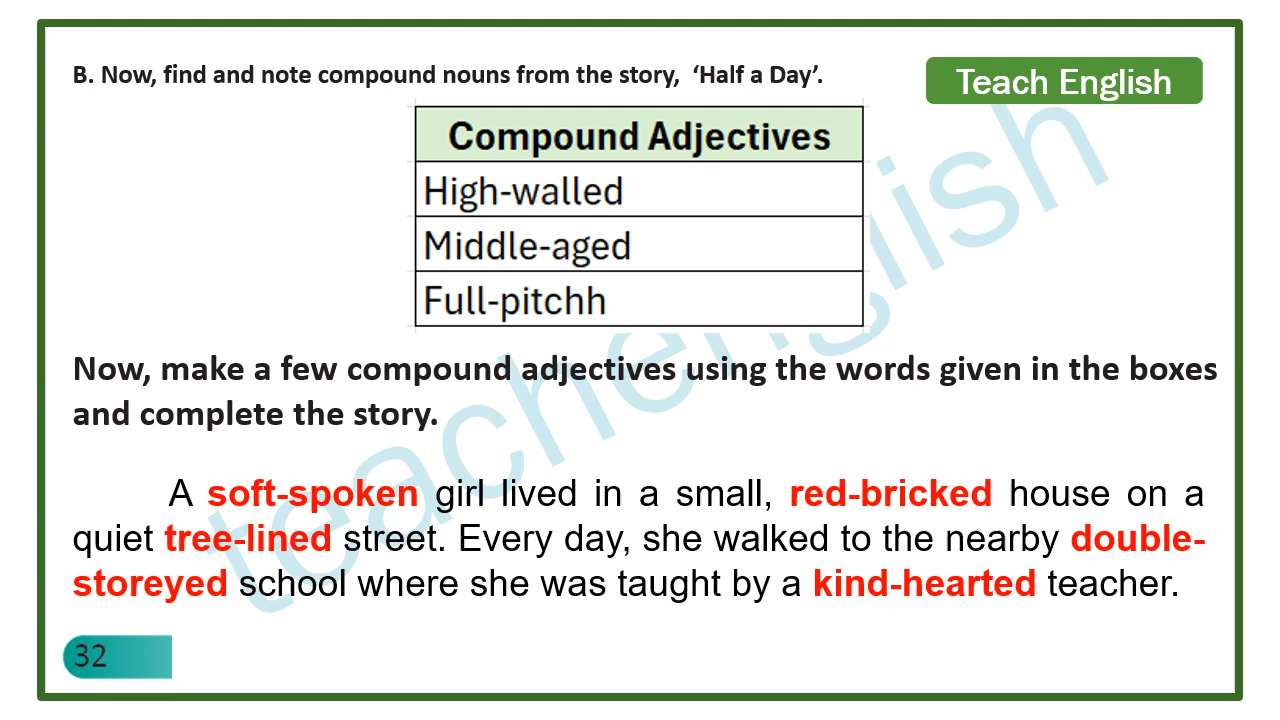 B. Now, find and note compound nouns from the story,  ‘Half a Day’.
Teach English
Compound Adjectives
High-walled
Middle-aged
Full-pitchh
Now, make a few compound adjectives using the words given in the boxes
and complete the story.
A soft-spoken girl lived in a small, red-bricked house on a
quiet tree-lined street. Every day, she walked to the nearby double-
storeyed school where she was taught by a kind-hearted teacher.
32
teachenglish